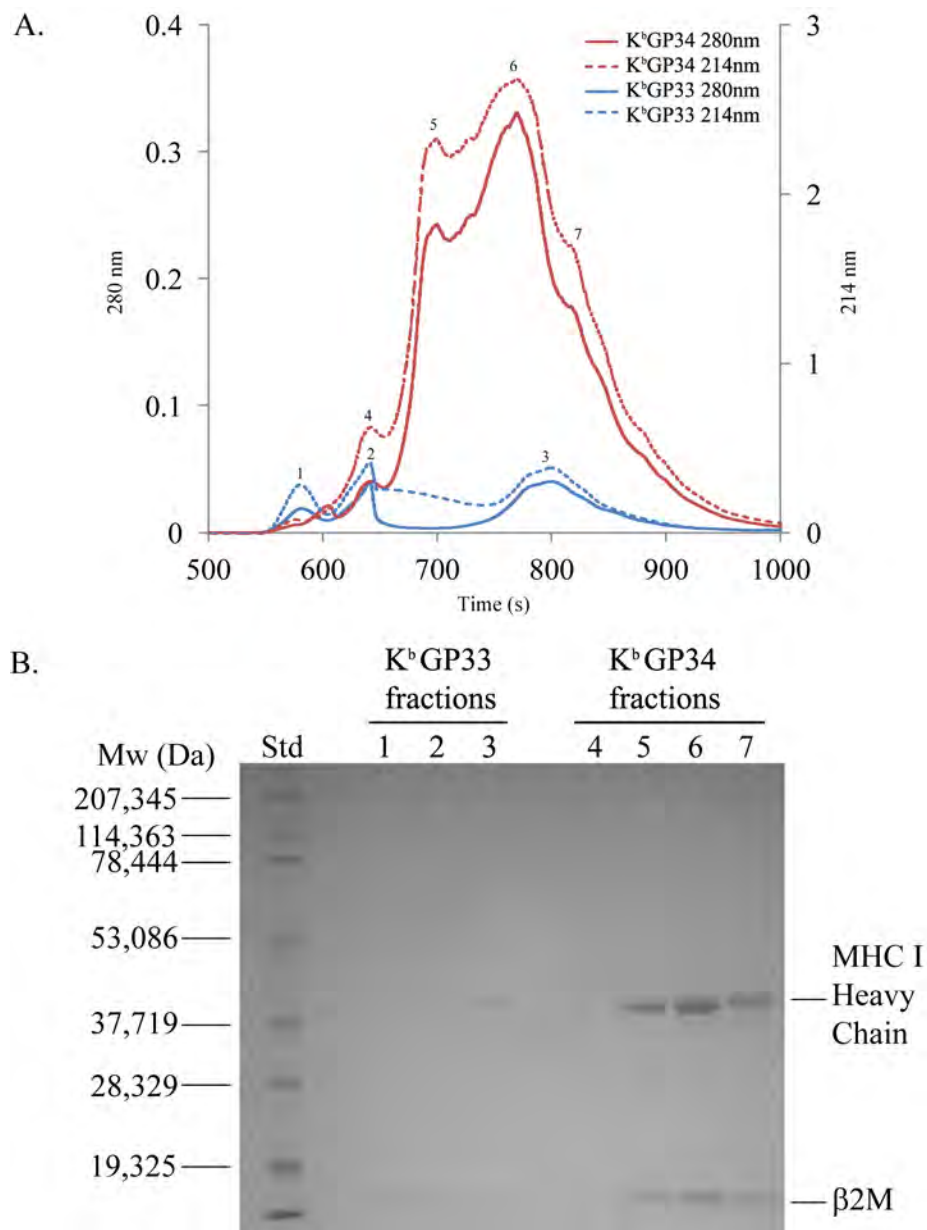 A.
0.4
0.3
0.2
0.1
0
280 nm
3
2
1
0
214 nm
KᵇGP34 280nm
KᵇGP34 214nm
KᵇGP33 280nm
KᵇGP33 214nm
1
2
3
4
5
6
7
500 600 700 800 900 1000
Time (s)
B.
KᵇGP33 fractions
KᵇGP34 fractions
Mw (Da) Std 1 2 3 4 5 6 7
207,345
114,363
78,444
53,086
37,719
28,329
19,325
MHC I
Heavy
Chain
β2M